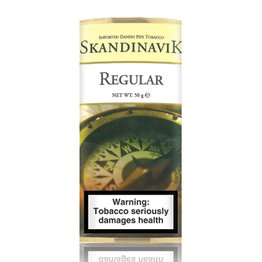 IMPORTED DANISH PIPE TOBACCO
SKANDINAVIK
REGULAR
NET WT. 50 g ℮
Warning:
Tobacco seriously
damages health